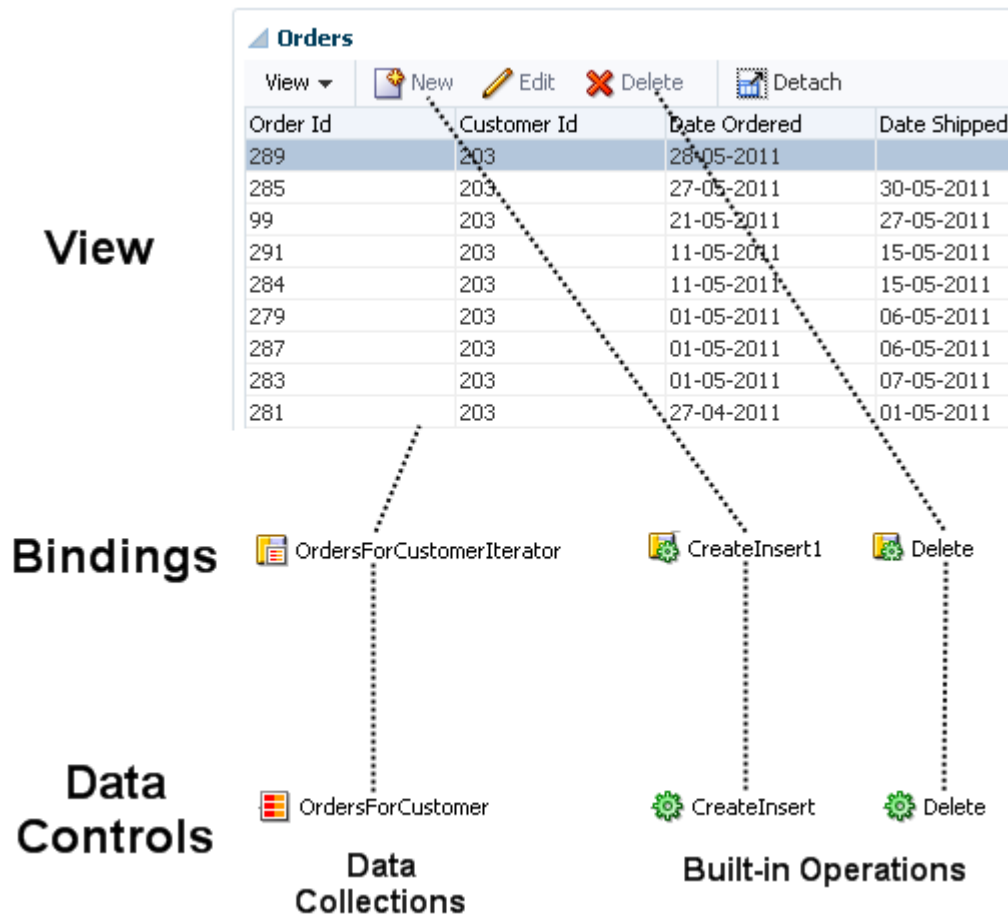 Orders
View New Edit Delete Detach
Order Id Customer Id Date Ordered Date Shipped
289 203 28-05-2011
285 203 27-05-2011 30-05-2011
99 203 21-05-2011 27-05-2011
291 203 11-05-2011 15-05-2011
284 203 11-05-2011 15-05-2011
279 203 01-05-2011 06-05-2011
287 203 01-05-2011 06-05-2011
283 203 01-05-2011 07-05-2011
281 203 27-04-2011 01-05-2011
View
Bindings
OrdersForCustomerIterator CreateInsert1 Delete
Data
Controls
OrdersForCustomer CreateInsert Delete
Data
Collections
Built-in Operations